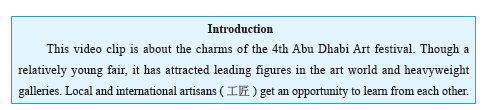 Introduction
This video clip is about the charms of the 4th Abu Dhabi Art festival. Though a
relatively young fair, it has attracted leading figures in the art world and heavyweight
galleries. Local and international artisans ( 工匠 ) get an opportunity to learn from each other.